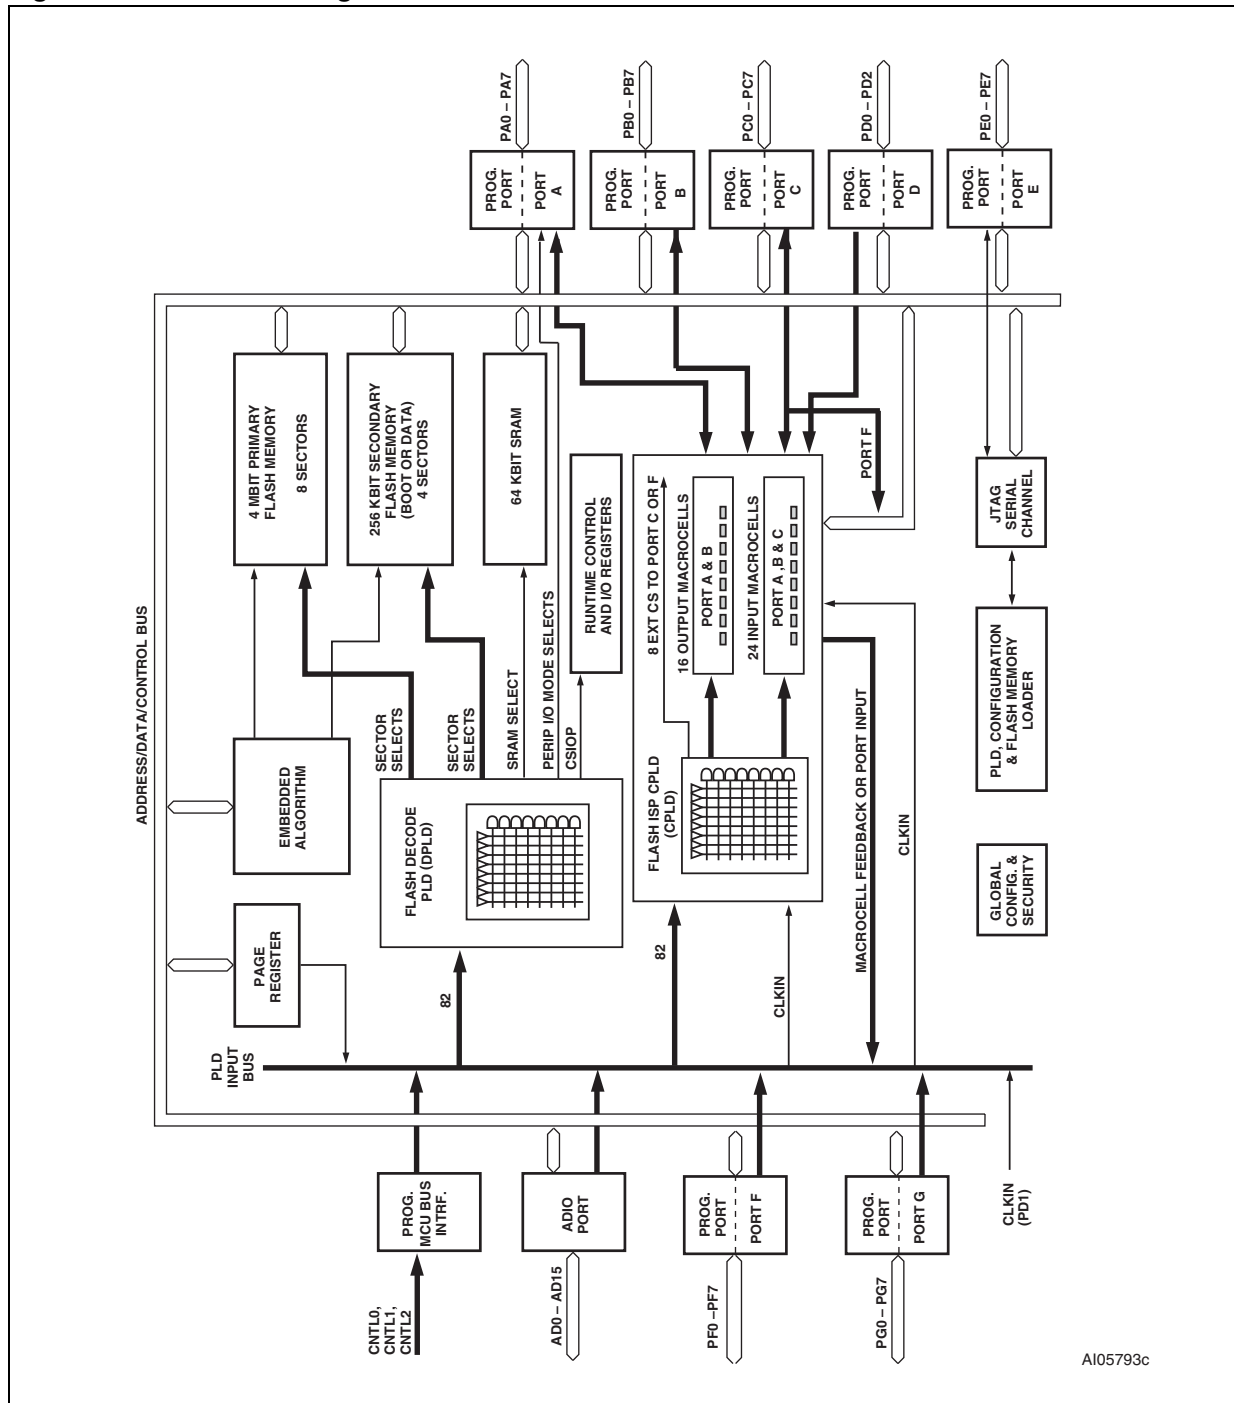 ADDRESS/DATA/CONTROL BUS
PA0 – PA7
PB0 – PB7
PC0 – PC7
PD0 – PD2
PE0 – PE7
PROG.
PORT
PORT
A
PROG.
PORT
PORT
B
PROG.
PORT
PORT
C
PROG.
PORT
PORT
D
PROG.
PORT
PORT
E
4 MBIT PRIMARY
FLASH MEMORY
8 SECTORS
256 KBIT SECONDARY
FLASH MEMORY
(BOOT OR DATA)
4 SECTORS
64 KBIT SRAM
RUNTIME CONTROL
AND I/O REGISTERS
8 EXT CS TO PORT C OR F
16 OUTPUT MACROCELLS
PORT A & B
24 INPUT MACROCELLS
PORT A ,B & C
PORT F
JTAG
SERIAL
CHANNEL
EMBEDDED
ALGORITHM
SECTOR
SELECTS
SECTOR
SELECTS
SRAM SELECT
PERIP I/O MODE SELECTS
CSIOP
FLASH DECODE
PLD (DPLD)
FLASH ISP CPLD
(CPLD)
MACROCELL FEEDBACK OR PORT INPUT
CLKIN
PLD, CONFIGURATION
& FLASH MEMORY
LOADER
GLOBAL
CONFIG. &
SECURITY
PAGE
REGISTER
82
82
CLKIN
PLD
INPUT
BUS
PROG.
MCU BUS
INTRF.
ADIO
PORT
PROG.
PORT
PORT F
PROG.
PORT
PORT G
CLKIN
(PD1)
CNTL0,
CNTL1,
CNTL2
AD0 – AD15
PF0 –PF7
PG0 – PG7
AI05793c